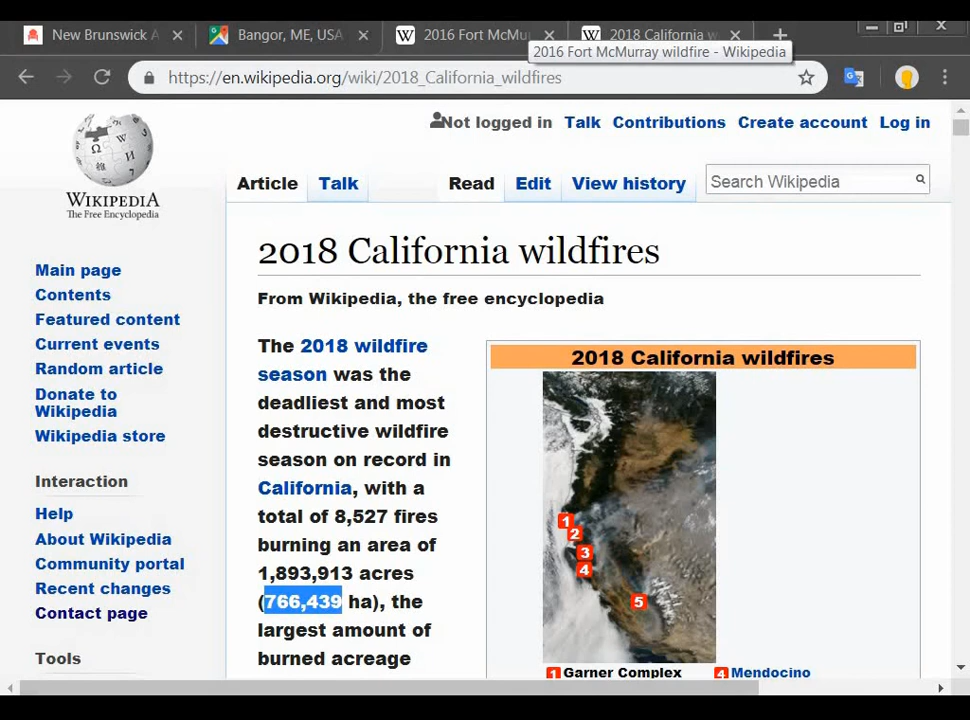 New Brunswick A
Bangor, ME, USA
2016 Fort McMu
2018 California w
2016 Fort McMurray wildfire - Wikipedia
https://en.wikipedia.org/wiki/2018_California_wildfires
Not logged in Talk Contributions Create account Log in
WIKIPEDIA
The Free Encyclopedia
Article Talk Read Edit View history Search Wikipedia
Main page
Contents
Featured content
Current events
Random article
Donate to
Wikipedia
Wikipedia store
Interaction
Help
About Wikipedia
Community portal
Recent changes
Contact page
Tools
2018 California wildfires
From Wikipedia, the free encyclopedia
The 2018 wildfire
season was the
deadliest and most
destructive wildfire
season on record in
California, with a
total of 8,527 fires
burning an area of
1,893,913 acres
(766,439 ha), the
largest amount of
burned acreage
2018 California wildfires
1
2
3
4
5
1 Garner Complex 4 Mendocino